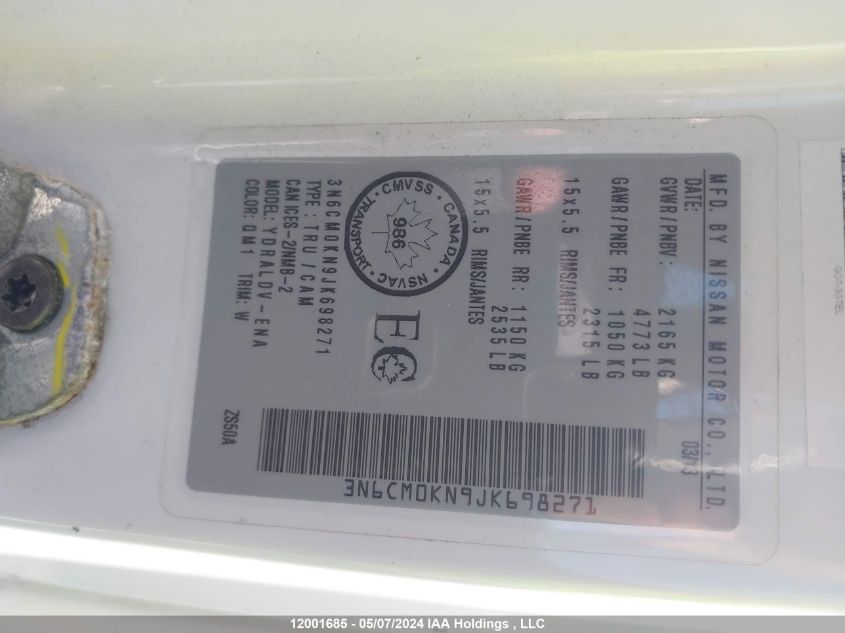 MFD. BY NISSAN MOTOR CO., LTD.
DATE: 03/18
GVWR/PNBV: 2165 KG
4773 LB
GAWR/PNBE FR: 1050 KG
2315 LB
15x5.5 RIMS/JANTES
GAWR/PNBE RR: 1150 KG
2535 LB
15x5.5 RIMS/JANTES
CMVSS · CANADA · NSVAC · TRANSPORT ·
986
EC
3N6CM0KN9JK698271
TYPE: TRU/CAM
CAN ICES-2/NMB-2
MODEL: YDRALDV-ENA
COLOR: QM1 TRIM: W
ZS50A
3N6CM0KN9JK698271
12001685 - 05/07/2024 IAA Holdings, LLC